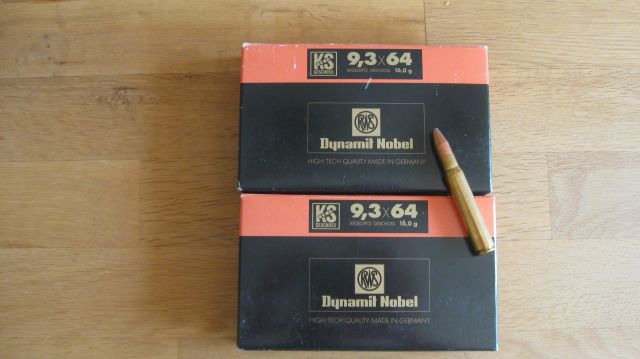 KS
GESCHOSS
9,3x64
KEGELSPITZ GESCHOSS 16,0 g
RWS
Dynamit Nobel
HIGH TECH QUALITY MADE IN GERMANY
KS
GESCHOSS
9,3x64
KEGELSPITZ GESCHOSS 16,0 g
RWS
Dynamit Nobel
HIGH TECH QUALITY MADE IN GERMANY